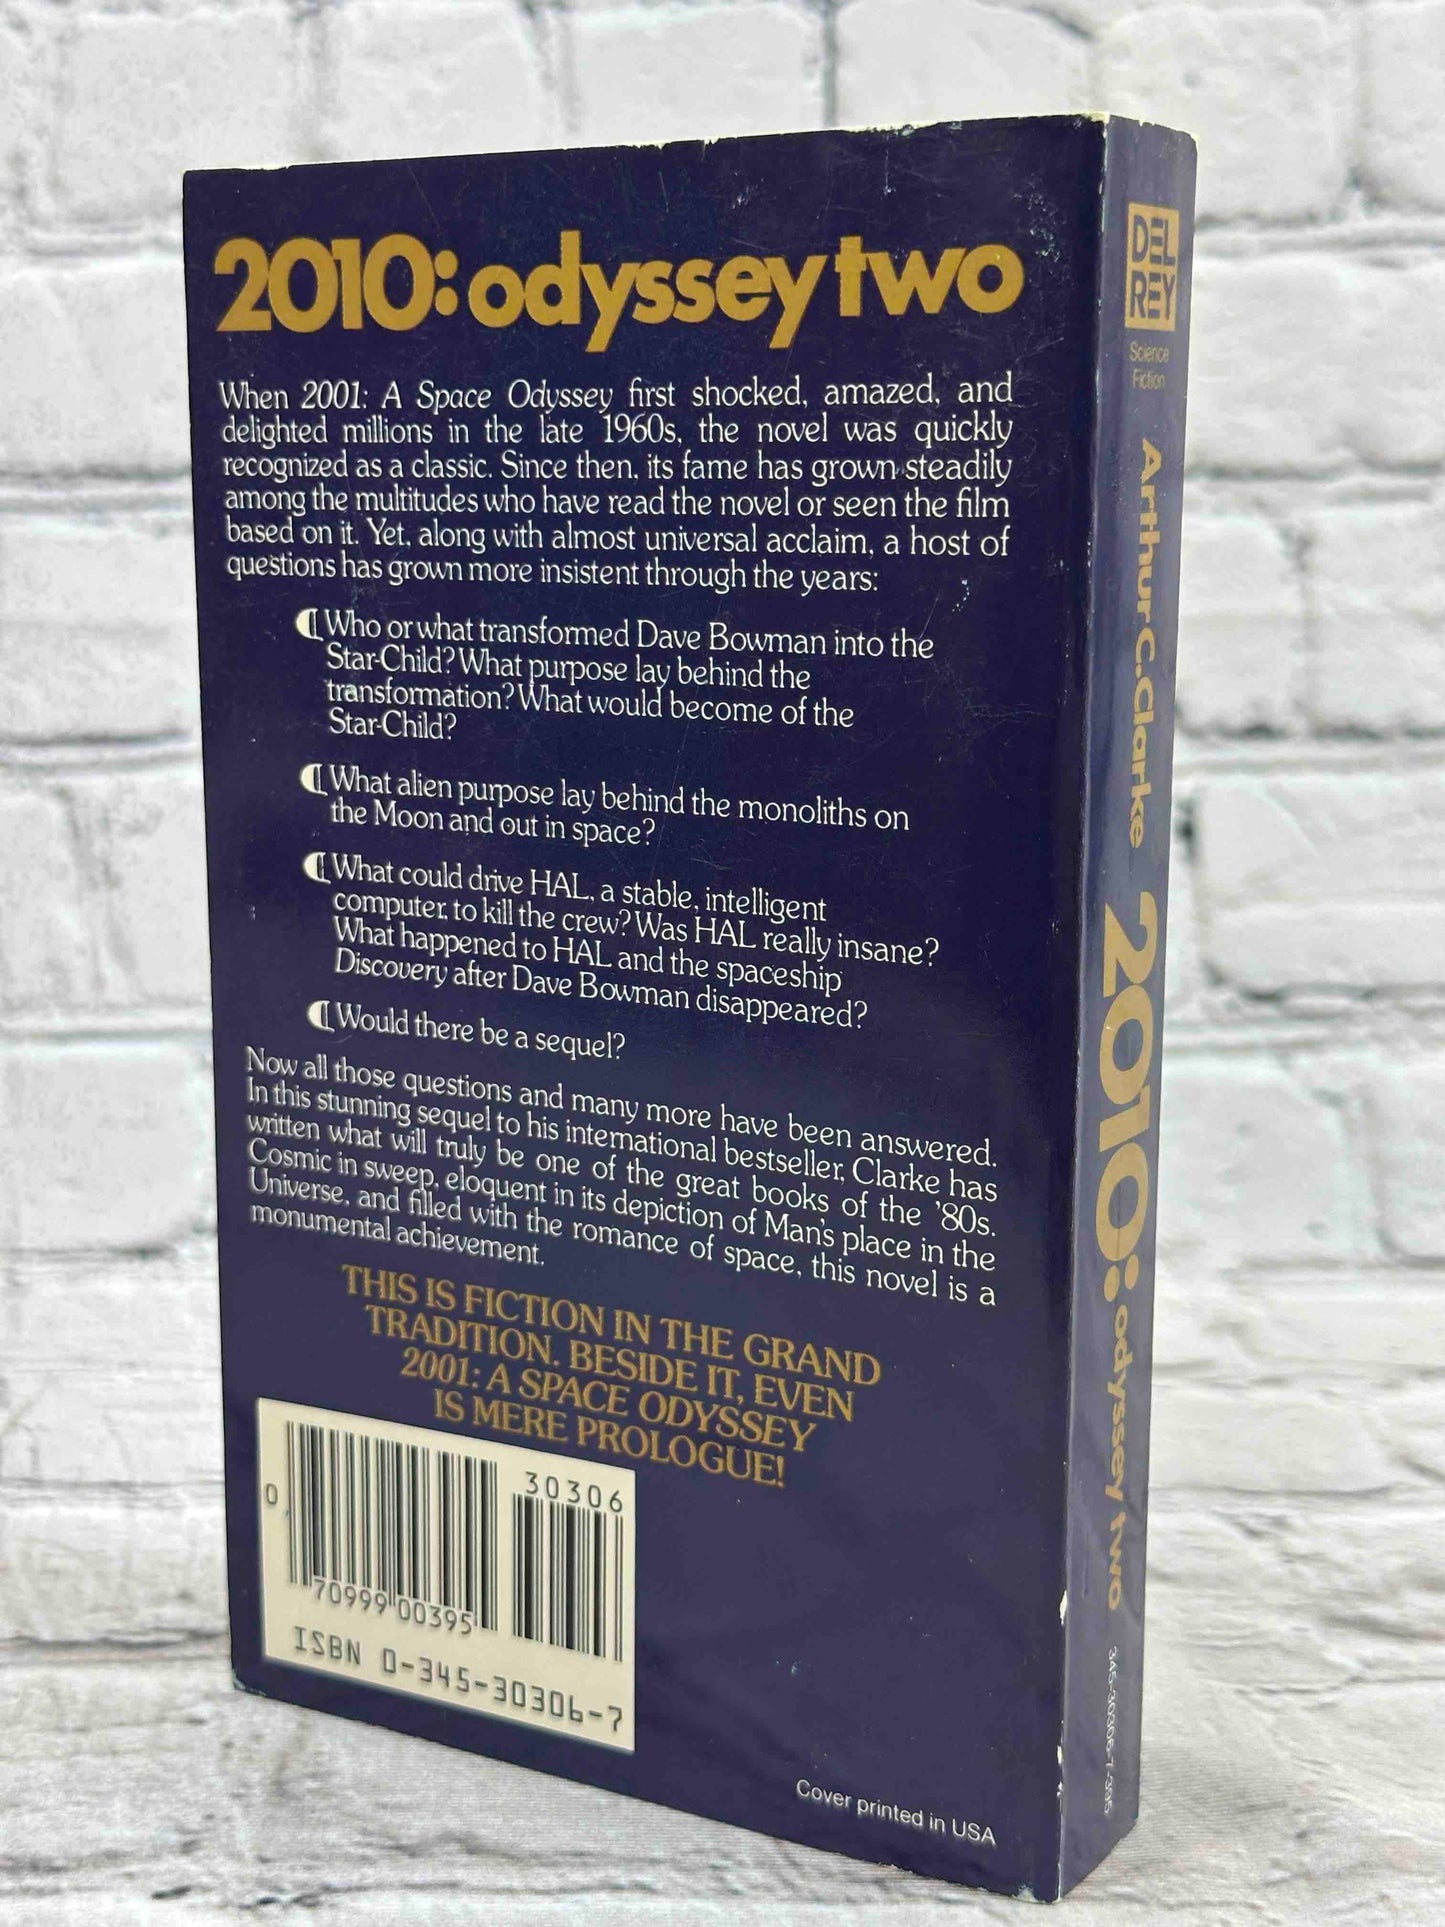 2010: odyssey two
When 2001: A Space Odyssey first shocked, amazed, and
delighted millions in the late 1960s, the novel was quickly
recognized as a classic. Since then, its fame has grown steadily
among the multitudes who have read the novel or seen the film
based on it. Yet, along with almost universal acclaim, a host of
questions has grown more insistent through the years:
¶ Who or what transformed Dave Bowman into the
Star-Child? What purpose lay behind the
transformation? What would become of the
Star-Child?
¶ What alien purpose lay behind the monoliths on
the Moon and out in space?
¶ What could drive HAL, a stable, intelligent
computer, to kill the crew? Was HAL really insane?
What happened to HAL and the spaceship
Discovery after Dave Bowman disappeared?
¶ Would there be a sequel?
Now all those questions and many more have been answered.
In this stunning sequel to his international bestseller, Clarke has
written what will truly be one of the great books of the '80s.
Cosmic in sweep, eloquent in its depiction of Man's place in the
Universe, and filled with the romance of space, this novel is a
monumental achievement.
THIS IS FICTION IN THE GRAND
TRADITION. BESIDE IT, EVEN
2001: A SPACE ODYSSEY
IS MERE PROLOGUE!
30306
0
70999 00395
ISBN 0-345-30306-7
Cover printed in USA
DEL
REY
Science
Fiction
Arthur C. Clarke 2010: odyssey two
345-30306-7-395